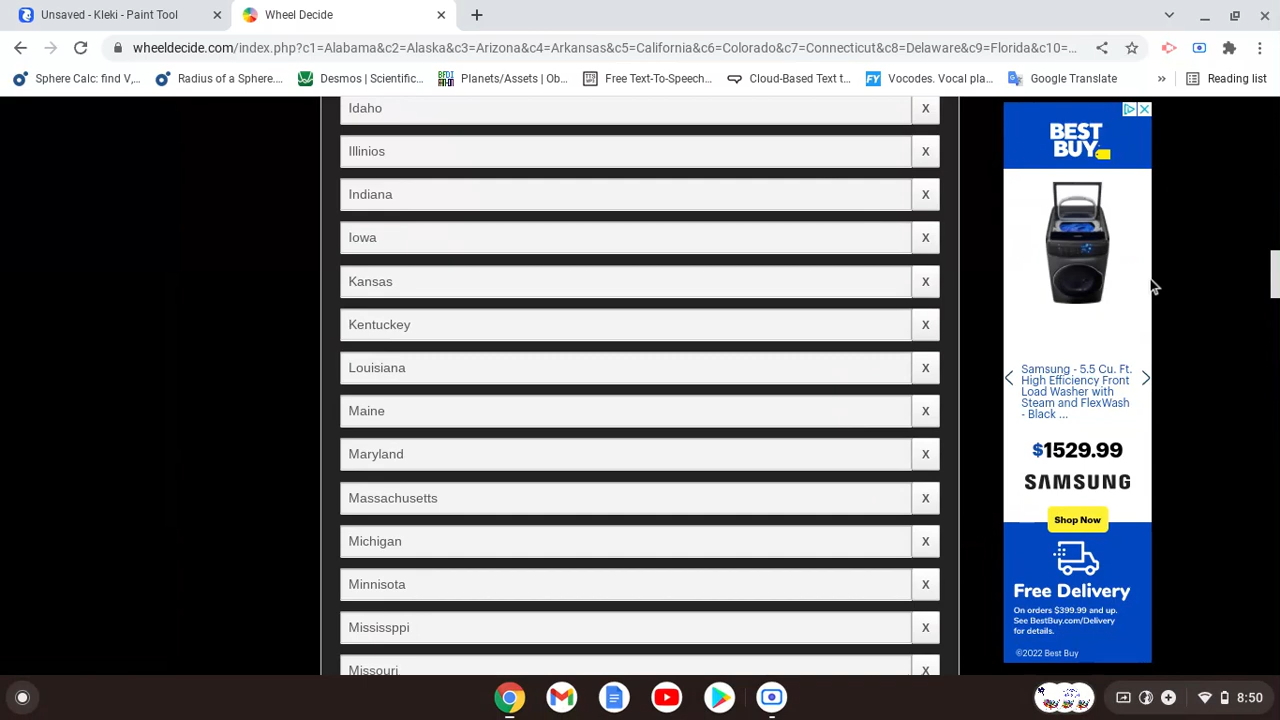 Unsaved - Kleki - Paint Tool
Wheel Decide
wheeldecide.com/index.php?c1=Alabama&c2=Alaska&c3=Arizona&c4=Arkansas&c5=California&c6=Colorado&c7=Connecticut&c8=Delaware&c9=Florida&c10=...
Sphere Calc: find V,...
Radius of a Sphere....
Desmos | Scientific...
Planets/Assets | Ob...
Free Text-To-Speech...
Cloud-Based Text t...
Vocodes. Vocal pla...
Google Translate
»
Reading list
Idaho X
Illinios X
Indiana X
Iowa X
Kansas X
Kentuckey X
Louisiana X
Maine X
Maryland X
Massachusetts X
Michigan X
Minnisota X
Mississppi X
Missouri X
BEST
BUY
Samsung - 5.5 Cu. Ft.
High Efficiency Front
Load Washer with
Steam and FlexWash
- Black ...
$1529.99
SAMSUNG
Shop Now
Free Delivery
On orders $399.99 and up.
See BestBuy.com/Delivery
for details.
©2022 Best Buy
8:50